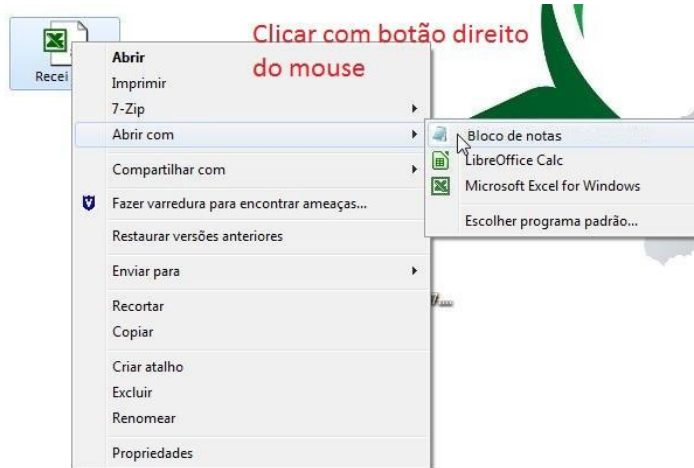 Clicar com botão direito
do mouse
Recei
Abrir
Imprimir
7-Zip
Abrir com
Compartilhar com
Fazer varredura para encontrar ameaças...
Restaurar versões anteriores
Enviar para
Recortar
Copiar
Criar atalho
Excluir
Renomear
Propriedades
Bloco de notas
LibreOffice Calc
Microsoft Excel for Windows
Escolher programa padrão...